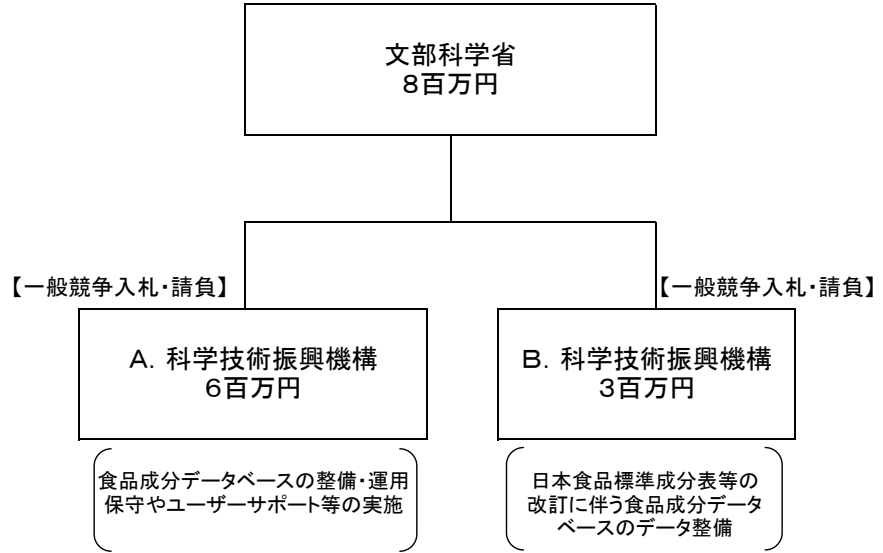 文部科学省
８百万円
【一般競争入札・請負】
【一般競争入札・請負】
Ａ．科学技術振興機構
６百万円
Ｂ．科学技術振興機構
３百万円
食品成分データベースの整備・運用
保守やユーザーサポート等の実施
日本食品標準成分表等の
改訂に伴う食品成分データ
ベースのデータ整備